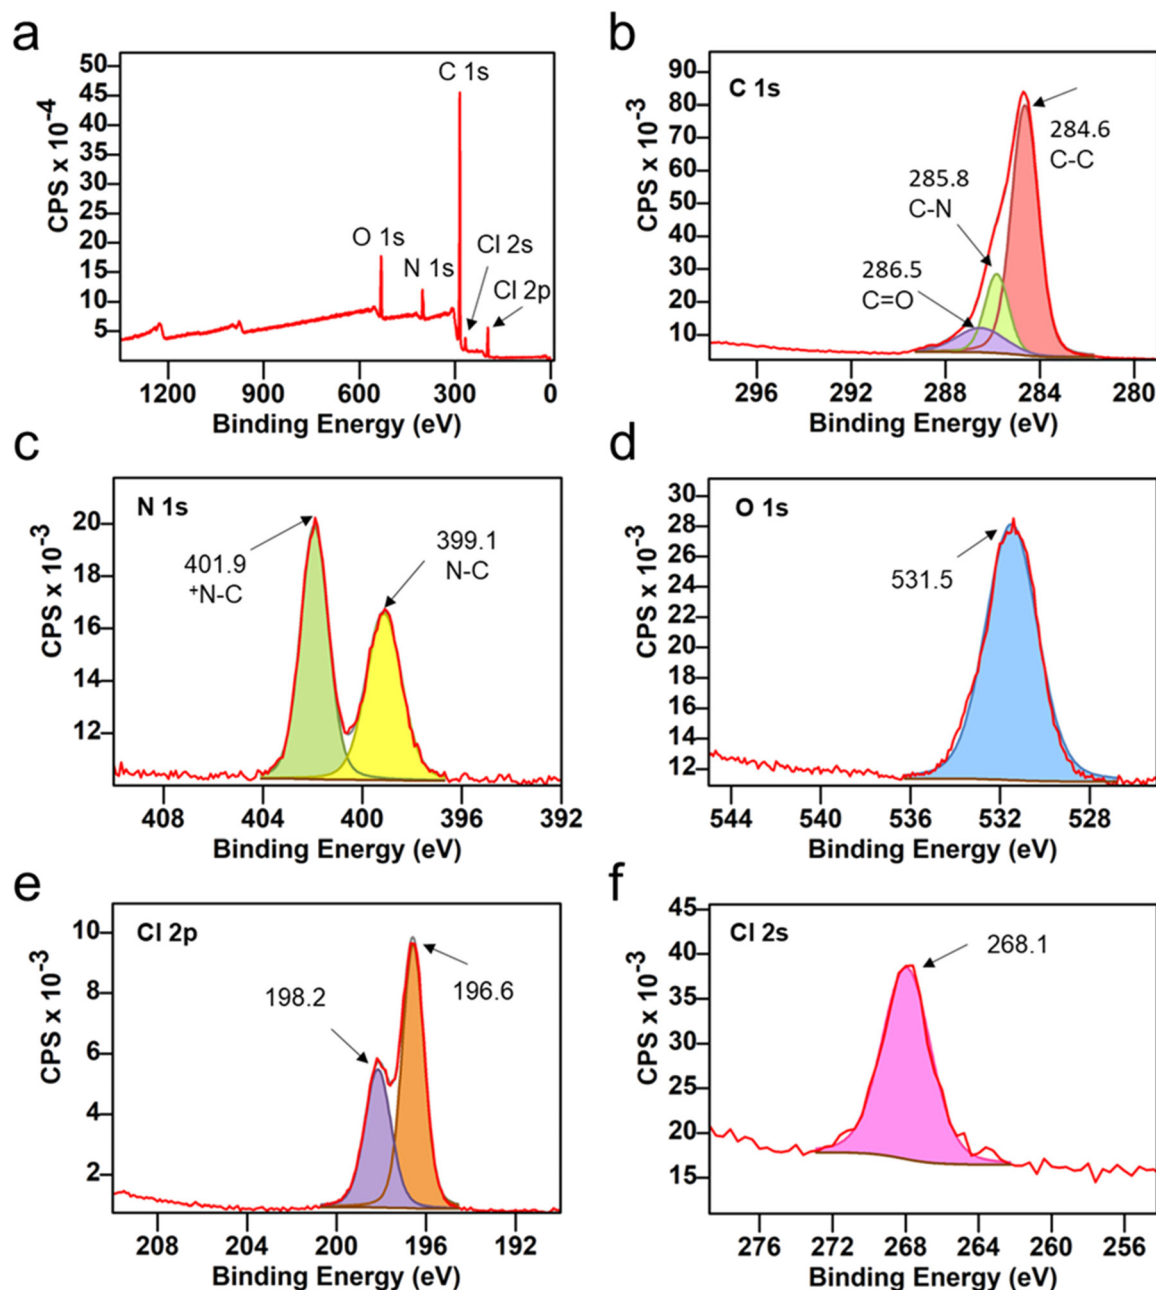 a
50
45
40
35
30
25
20
15
10
5
CPS x 10-4
C 1s
O 1s
N 1s
Cl 2s
Cl 2p
1200
900
600
300
0
Binding Energy (eV)
b
C 1s
90
80
70
60
50
40
30
20
10
CPS x 10-3
284.6
C-C
285.8
C-N
286.5
C=O
296
292
288
284
280
Binding Energy (eV)
c
N 1s
20
18
16
14
12
CPS x 10-3
401.9
+N-C
399.1
N-C
408
404
400
396
392
Binding Energy (eV)
d
O 1s
30
28
26
24
22
20
18
16
14
12
CPS x 10-3
531.5
544
540
536
532
528
Binding Energy (eV)
e
Cl 2p
10
8
6
4
2
CPS x 10-3
198.2
196.6
208
204
200
196
192
Binding Energy (eV)
f
Cl 2s
45
40
35
30
25
20
15
CPS x 10-3
268.1
276
272
268
264
260
256
Binding Energy (eV)